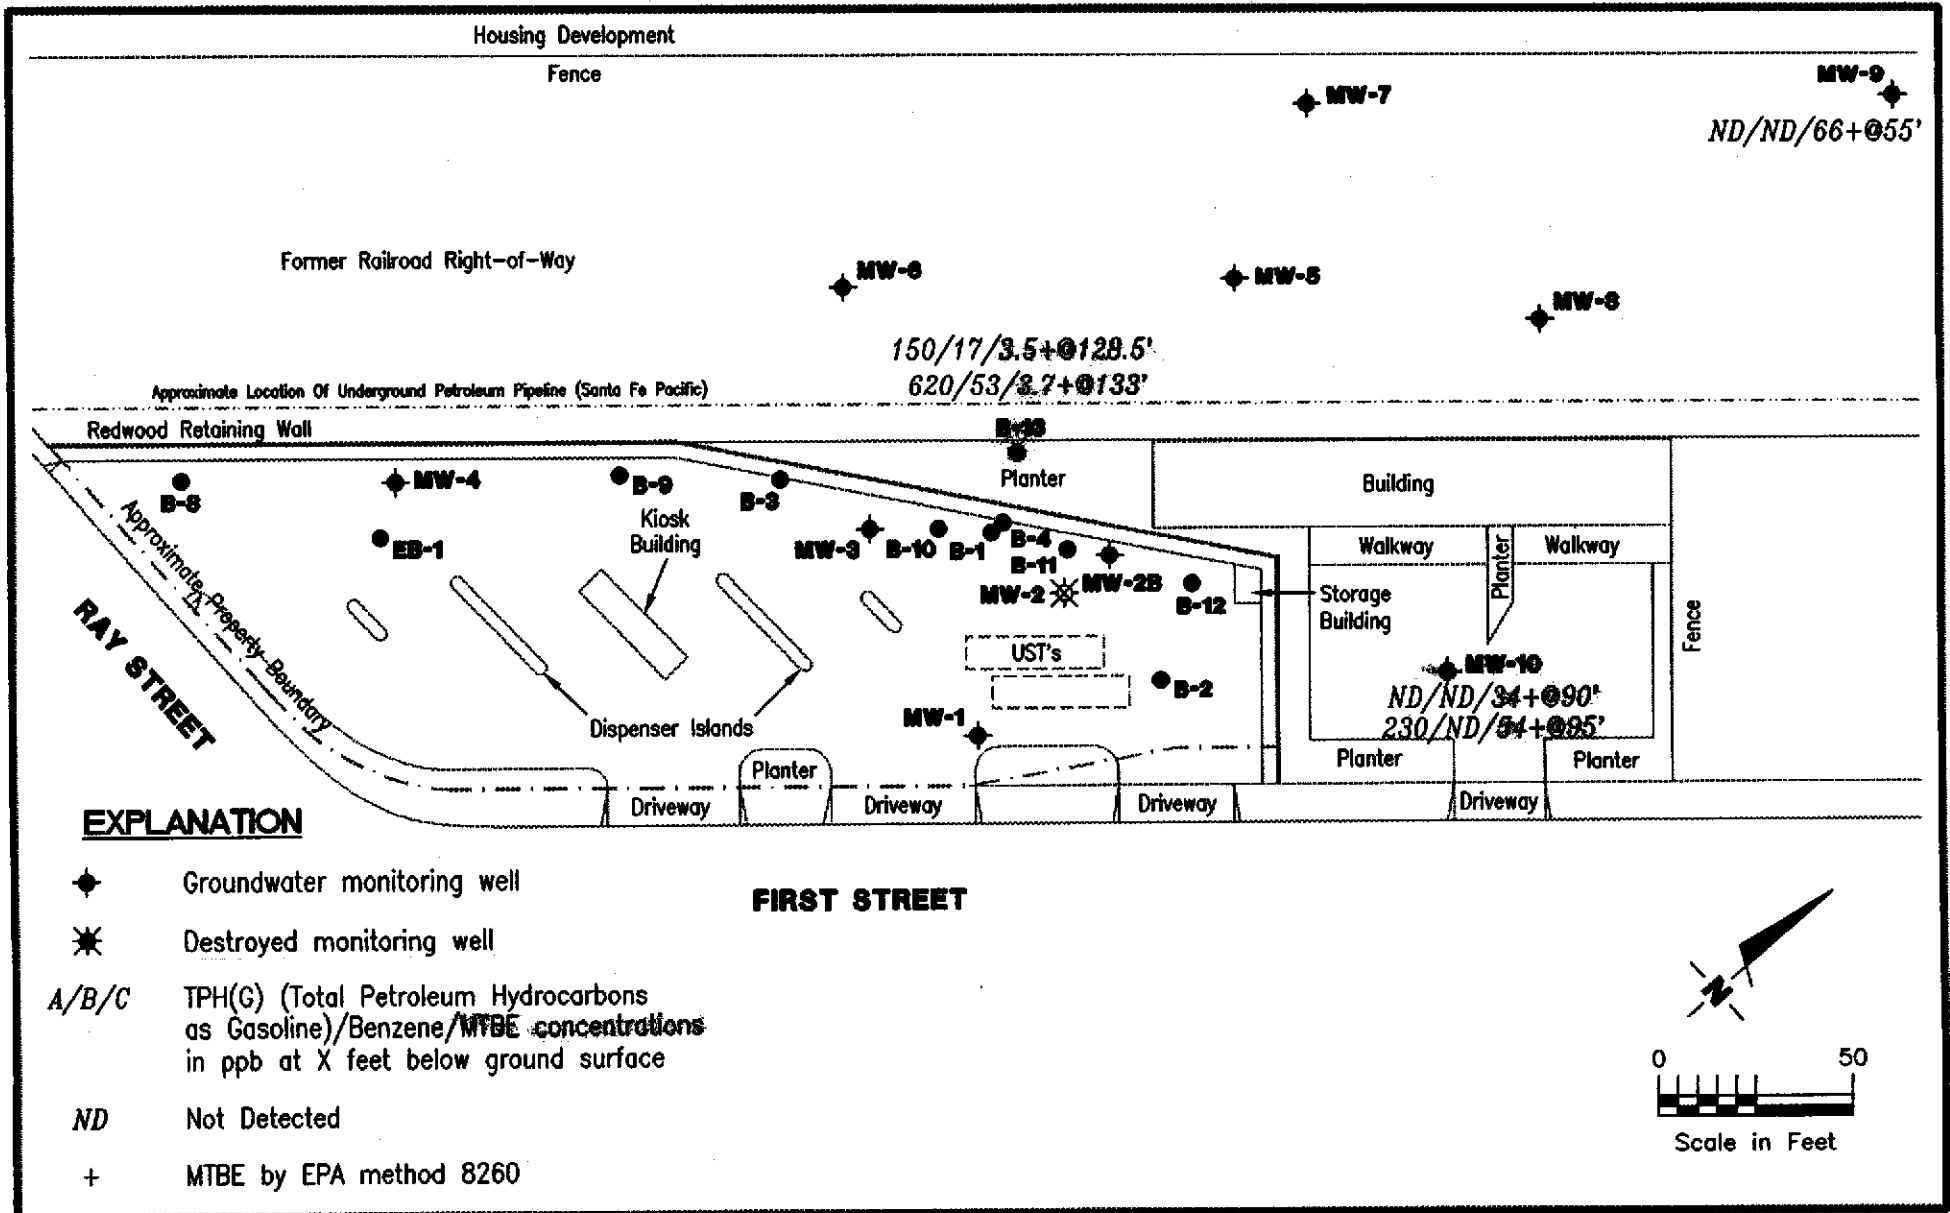 Housing Development
Fence
MW-9
MW-7
ND/ND/66+@55'
Former Railroad Right-of-Way
MW-6
MW-5
MW-8
150/17/3.5+@128.5'
620/53/3.7+@133'
Approximate Location Of Underground Petroleum Pipeline (Santa Fe Pacific)
Redwood Retaining Wall
B-13
Planter
Building
B-8
MW-4
B-9
B-3
Kiosk
Building
EB-1
MW-3
B-10
B-1
B-4
B-11
MW-2
MW-2B
B-12
Walkway
Planter
Walkway
Storage
Building
Fence
Approximate Property Boundary
RAY STREET
UST's
B-2
MW-1
MW-10
ND/ND/34+@90'
230/ND/54+@95'
Dispenser Islands
Planter
Planter
Planter
Driveway
Driveway
Driveway
Driveway
EXPLANATION
Groundwater monitoring well
FIRST STREET
Destroyed monitoring well
A/B/C TPH(G) (Total Petroleum Hydrocarbons
as Gasoline)/Benzene/MTBE concentrations
in ppb at X feet below ground surface
ND Not Detected
+ MTBE by EPA method 8260
N
0 50
Scale in Feet